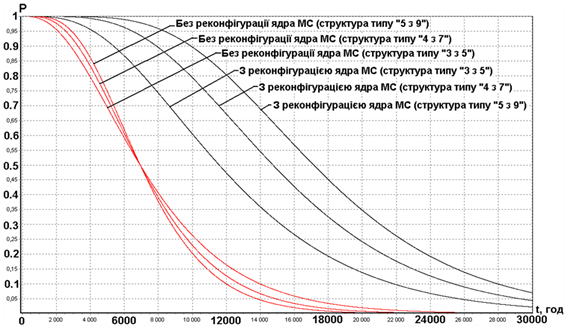 P
1
0,95
0.9
0,85
0.8
0,75
0.7
0,65
0.6
0,55
0.5
0,45
0.4
0,35
0.3
0,25
0.2
0,15
0.1
0,05
Без реконфігурації ядра МС (структура типу "5 з 9")
Без реконфігурації ядра МС (структура типу "4 з 7")
Без реконфігурації ядра МС (структура типу "3 з 5")
З реконфігурацією ядра МС (структура типу "3 з 5")
З реконфігурацією ядра МС (структура типу "4 з 7")
З реконфігурацією ядра МС (структура типу "5 з 9")
t, год
0 2 000 4 000 6000 8 000 10 000 12000 14 000 16 000 18000 20 000 22 000 24000 26 000 28 000 30000